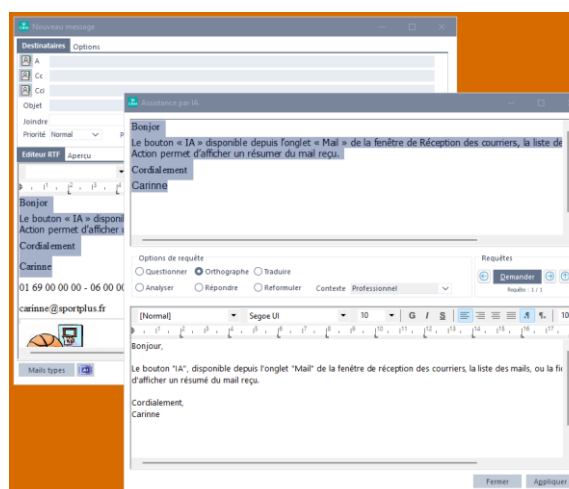 Nouveau message
Destinataires Options
A
Cc
Cci
Objet
Joindre
Priorité Normal P
Editeur RTF Aperçu
Bonjor
Le bouton « IA » disponi
Action permet d'afficher
Cordialement
Carinne
01 69 00 00 00 - 06 00 00
carinne@sportplus.fr
Mails types
Assistance par IA
Bonjor
Le bouton « IA » disponible depuis l'onglet « Mail » de la fenêtre de Réception des courriers, la liste de
Action permet d'afficher un résumer du mail reçu.
Cordialement
Carinne
Options de requête
Questionner Orthographe Traduire
Analyser Répondre Reformuler Contexte Professionnel
Requêtes
Demander
Requête : 1 / 1
[Normal] Segoe UI 10 G I S 10
Bonjour,
Le bouton "IA", disponible depuis l'onglet "Mail" de la fenêtre de réception des courriers, la liste des mails, ou la fic
d'afficher un résumé du mail reçu.
Cordialement,
Carinne
Fermer Appliquer